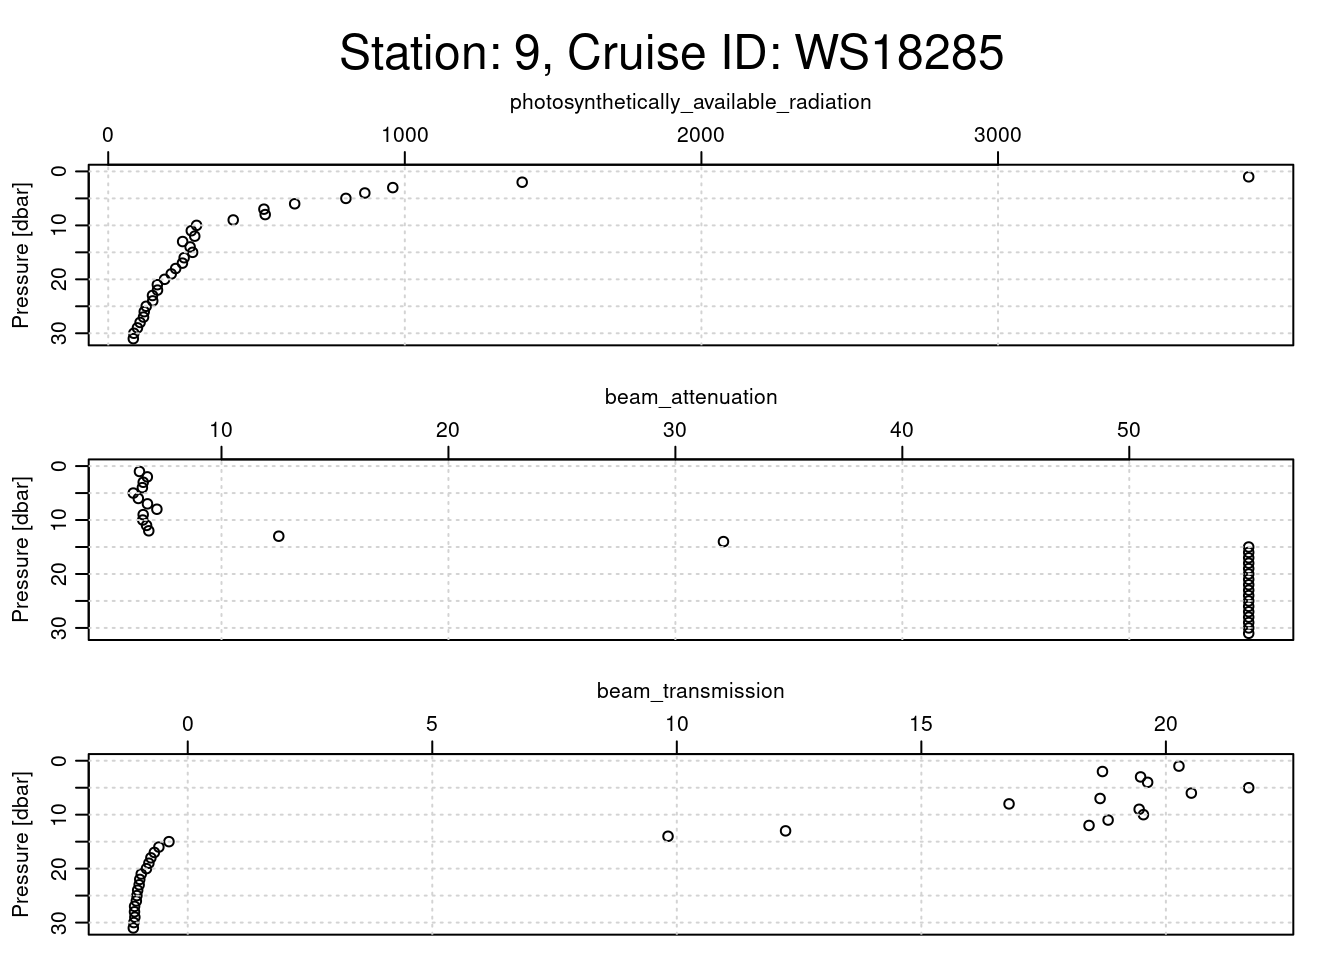 Station: 9, Cruise ID: WS18285
photosynthetically_available_radiation
0 1000 2000 3000
Pressure [dbar]
0
10
20
30
beam_attenuation
10 20 30 40 50
Pressure [dbar]
0
10
20
30
beam_transmission
0 5 10 15 20
Pressure [dbar]
0
10
20
30